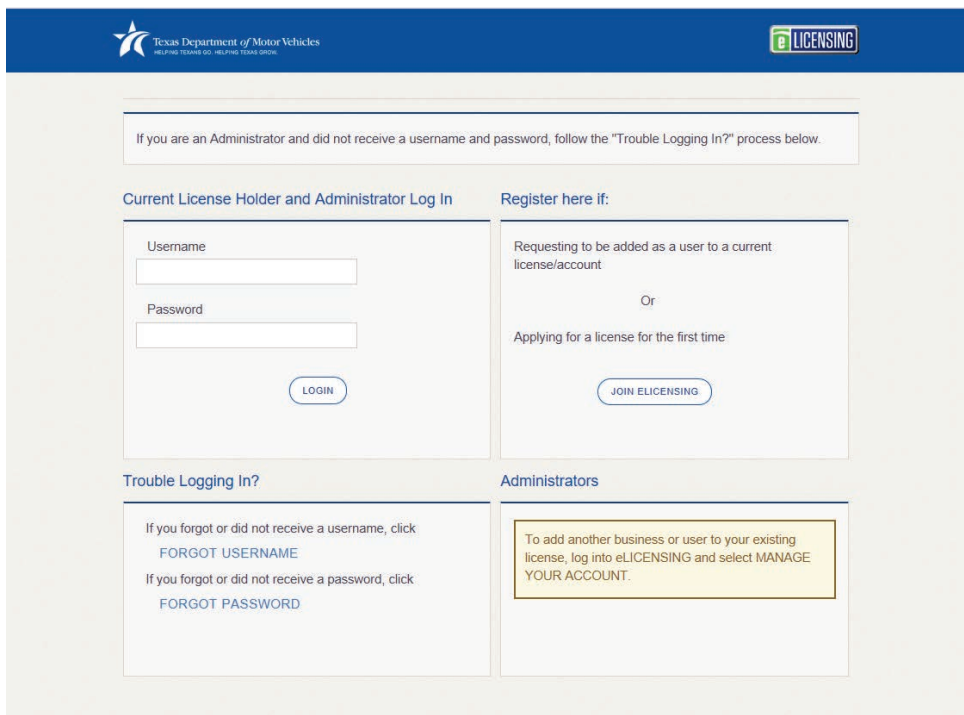 Texas Department of Motor Vehicles
HELPING TEXANS GO. HELPING TEXAS GROW.
e LICENSING
If you are an Administrator and did not receive a username and password, follow the "Trouble Logging In?" process below.
Current License Holder and Administrator Log In
Username
Password
LOGIN
Register here if:
Requesting to be added as a user to a current
license/account
Or
Applying for a license for the first time
JOIN ELICENSING
Trouble Logging In?
If you forgot or did not receive a username, click
FORGOT USERNAME
If you forgot or did not receive a password, click
FORGOT PASSWORD
Administrators
To add another business or user to your existing
license, log into eLICENSING and select MANAGE
YOUR ACCOUNT.